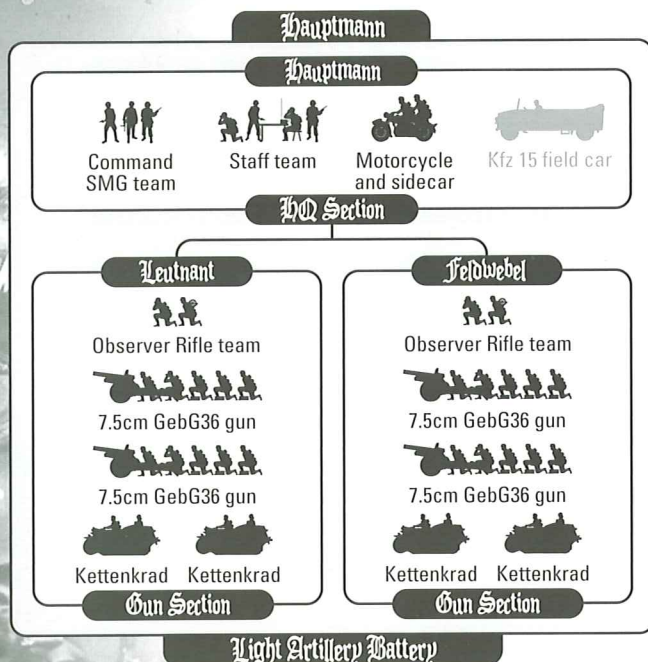 Hauptmann
Hauptmann
Command
SMG team
Staff team
Motorcycle
and sidecar
Kfz 15 field car
HQ Section
Leutnant
Observer Rifle team
7.5cm GebG36 gun
7.5cm GebG36 gun
Kettenkrad Kettenkrad
Gun Section
Feldwebel
Observer Rifle team
7.5cm GebG36 gun
7.5cm GebG36 gun
Kettenkrad Kettenkrad
Gun Section
Light Artillery Battery